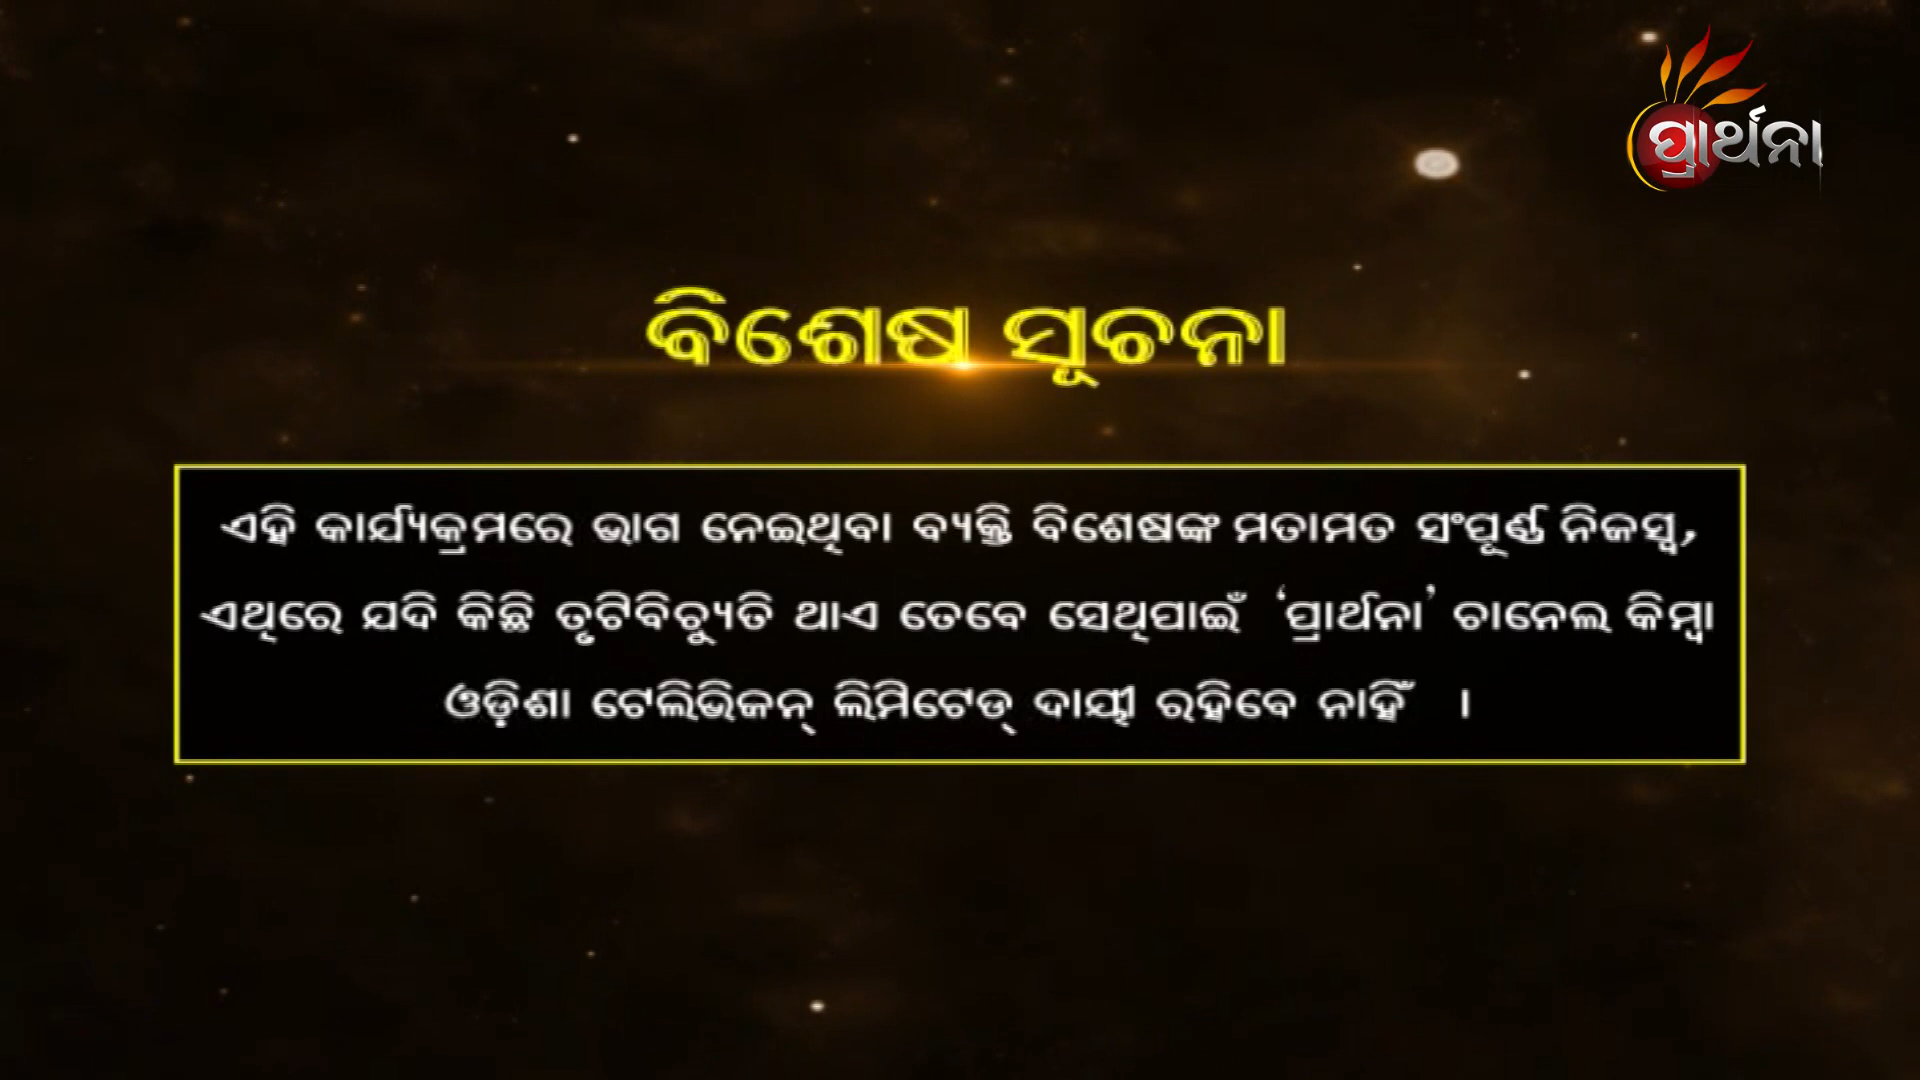 ପ୍ରାର୍ଥନା
ବିଶେଷ ସୂଚନା
ଏହି କାର୍ଯ୍ୟକ୍ରମରେ ଭାଗ ନେଇଥିବା ବ୍ୟକ୍ତି ବିଶେଷଙ୍କ ମତାମତ ସଂପୂର୍ଣ୍ଣ ନିଜସ୍ୱ,
ଏଥିରେ ଯଦି କିଛି ତୃଟିବିଚ୍ୟୁତି ଥାଏ ତେବେ ସେଥିପାଇଁ ‘ପ୍ରାର୍ଥନା’ ଚାନେଲ କିମ୍ବା
ଓଡ଼ିଶା ଟେଲିଭିଜନ୍ ଲିମିଟେଡ୍ ଦାୟୀ ରହିବେ ନାହିଁ ।